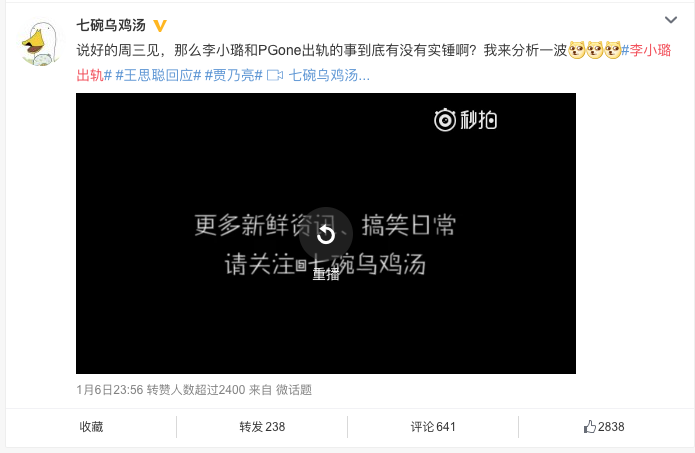 七碗乌鸡汤
说好的周三见，那么李小璐和PGone出轨的事到底有没有实锤啊？我来分析一波#李小璐
出轨# #王思聪回应# #贾乃亮# 七碗乌鸡汤...
秒拍
更多新鲜资讯、搞笑日常
请关注@七碗乌鸡汤
重播
1月6日23:56 转赞人数超过2400 来自 微话题
收藏 转发 238 评论 641 2838